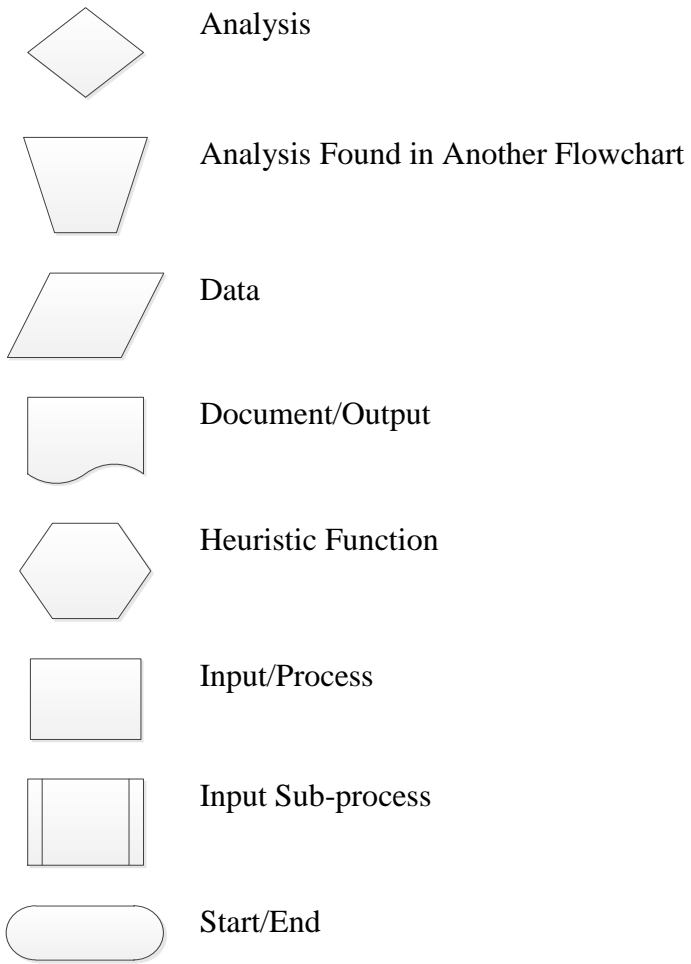 Analysis
Analysis Found in Another Flowchart
Data
Document/Output
Heuristic Function
Input/Process
Input Sub-process
Start/End